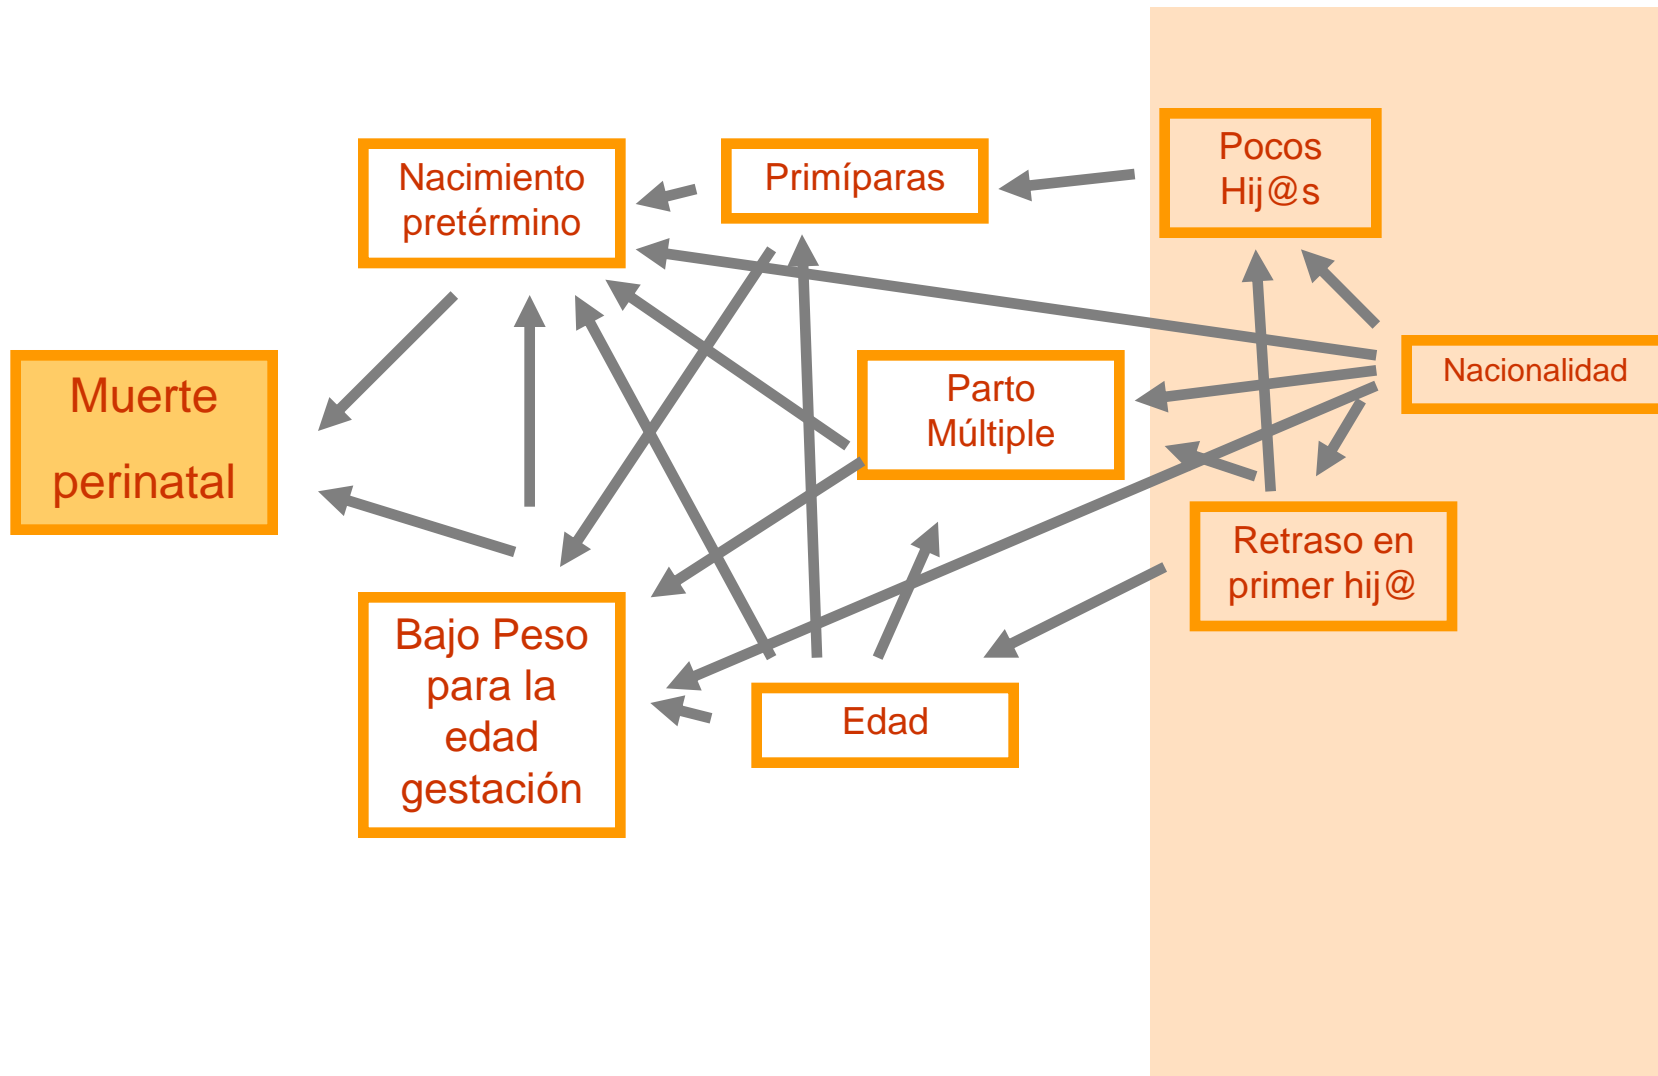 Nacimiento
pretérmino
Primíparas
Pocos
Hij@s
Muerte
perinatal
Parto
Múltiple
Nacionalidad
Retraso en
primer hij@
Bajo Peso
para la
edad
gestación
Edad